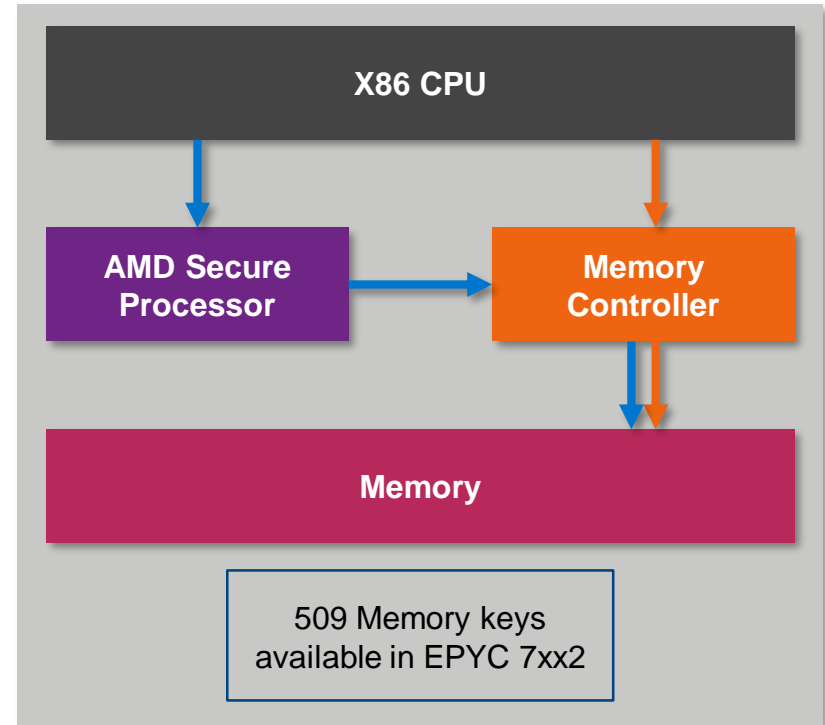 X86 CPU
AMD Secure
Processor
Memory
Controller
Memory
509 Memory keys
available in EPYC 7xx2